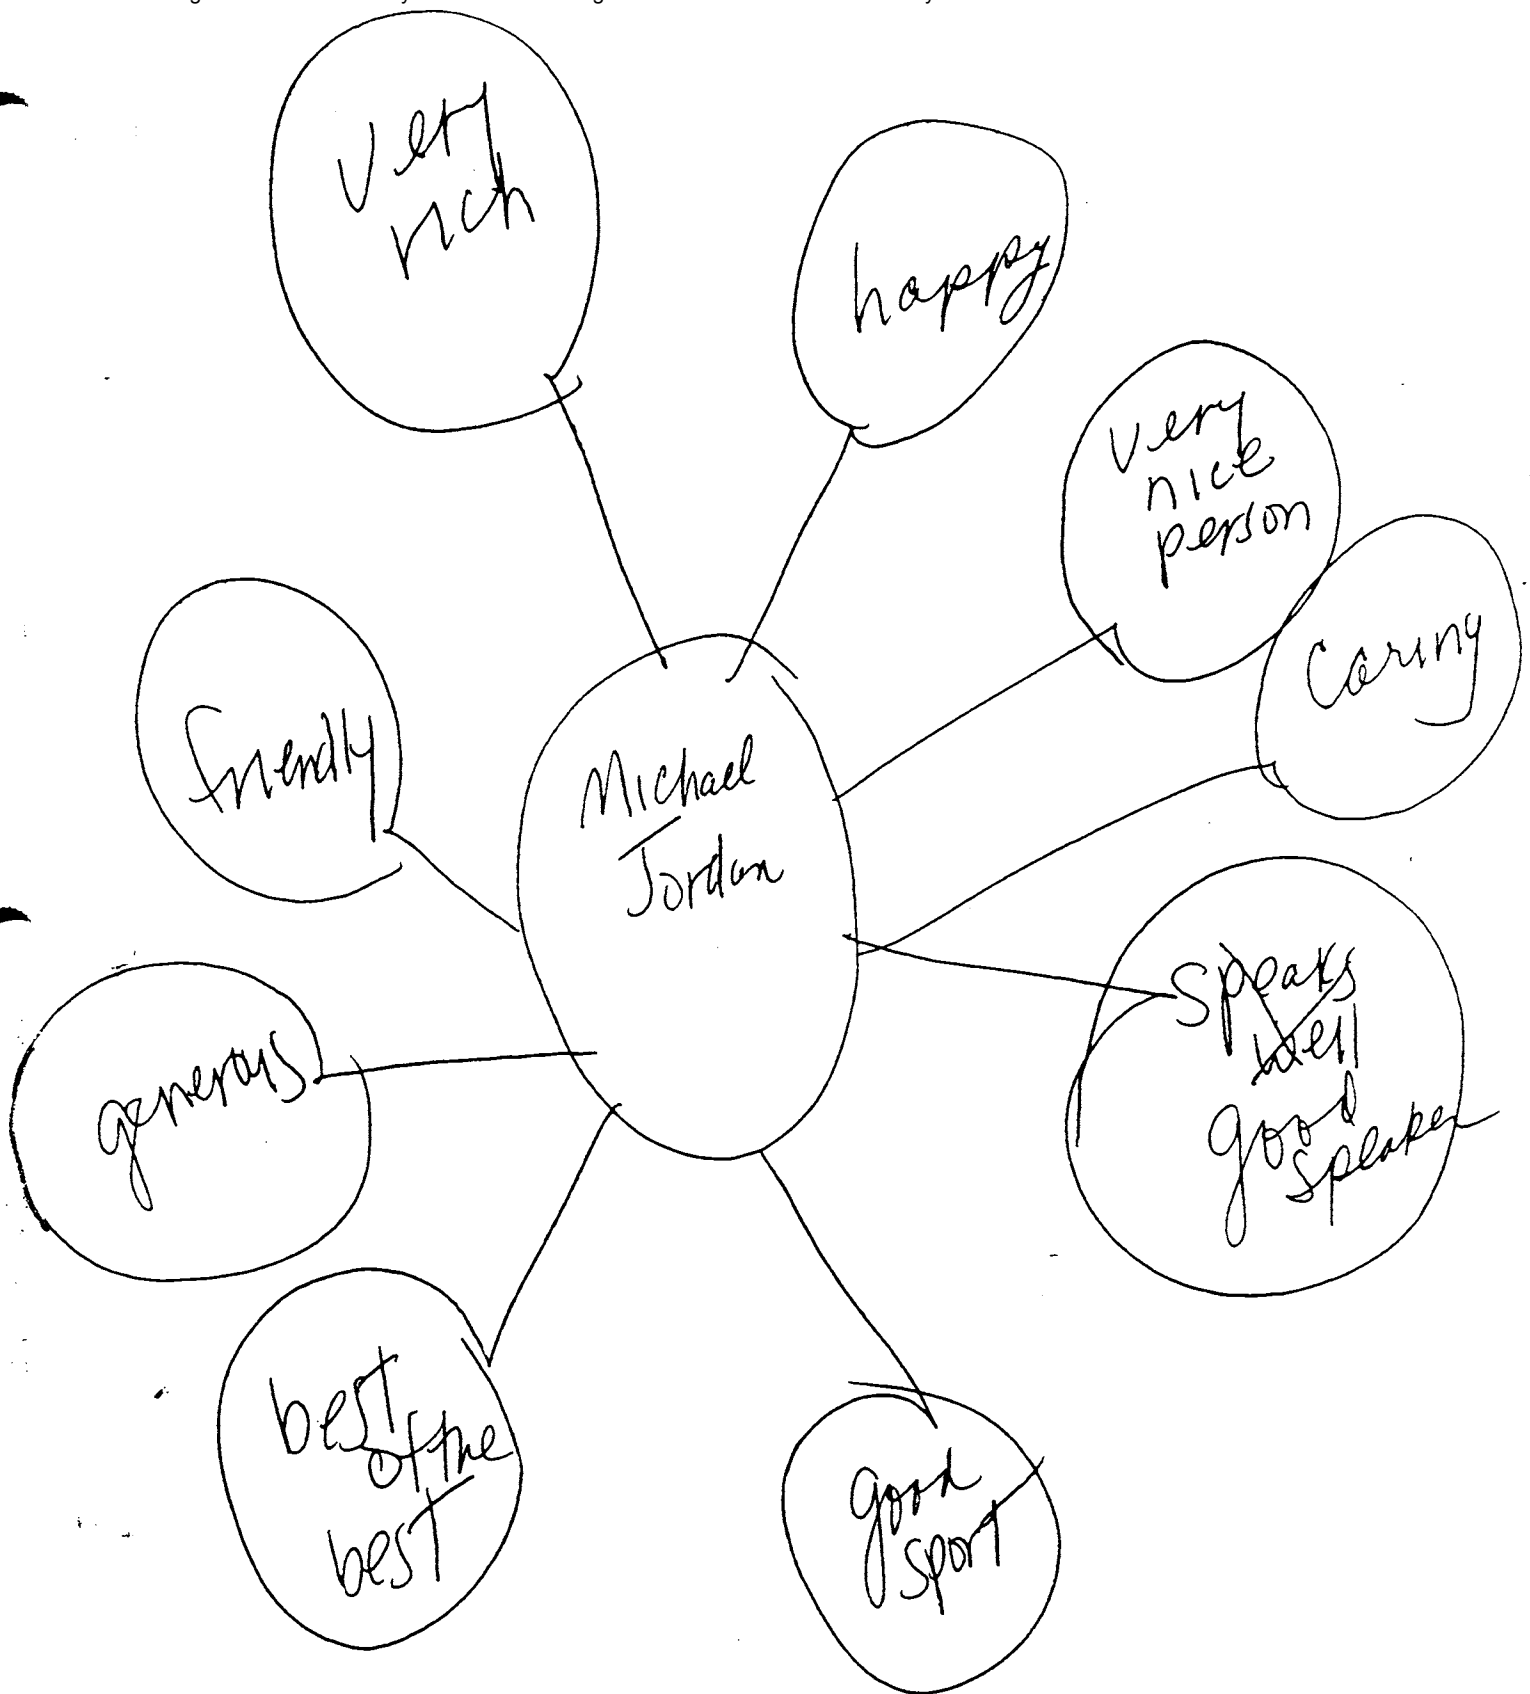 very
rich
happy
very
nice
person
caring
friendly
Michael
Jordan
speaks
well
good
speaker
generous
best
of the
best
good
sport